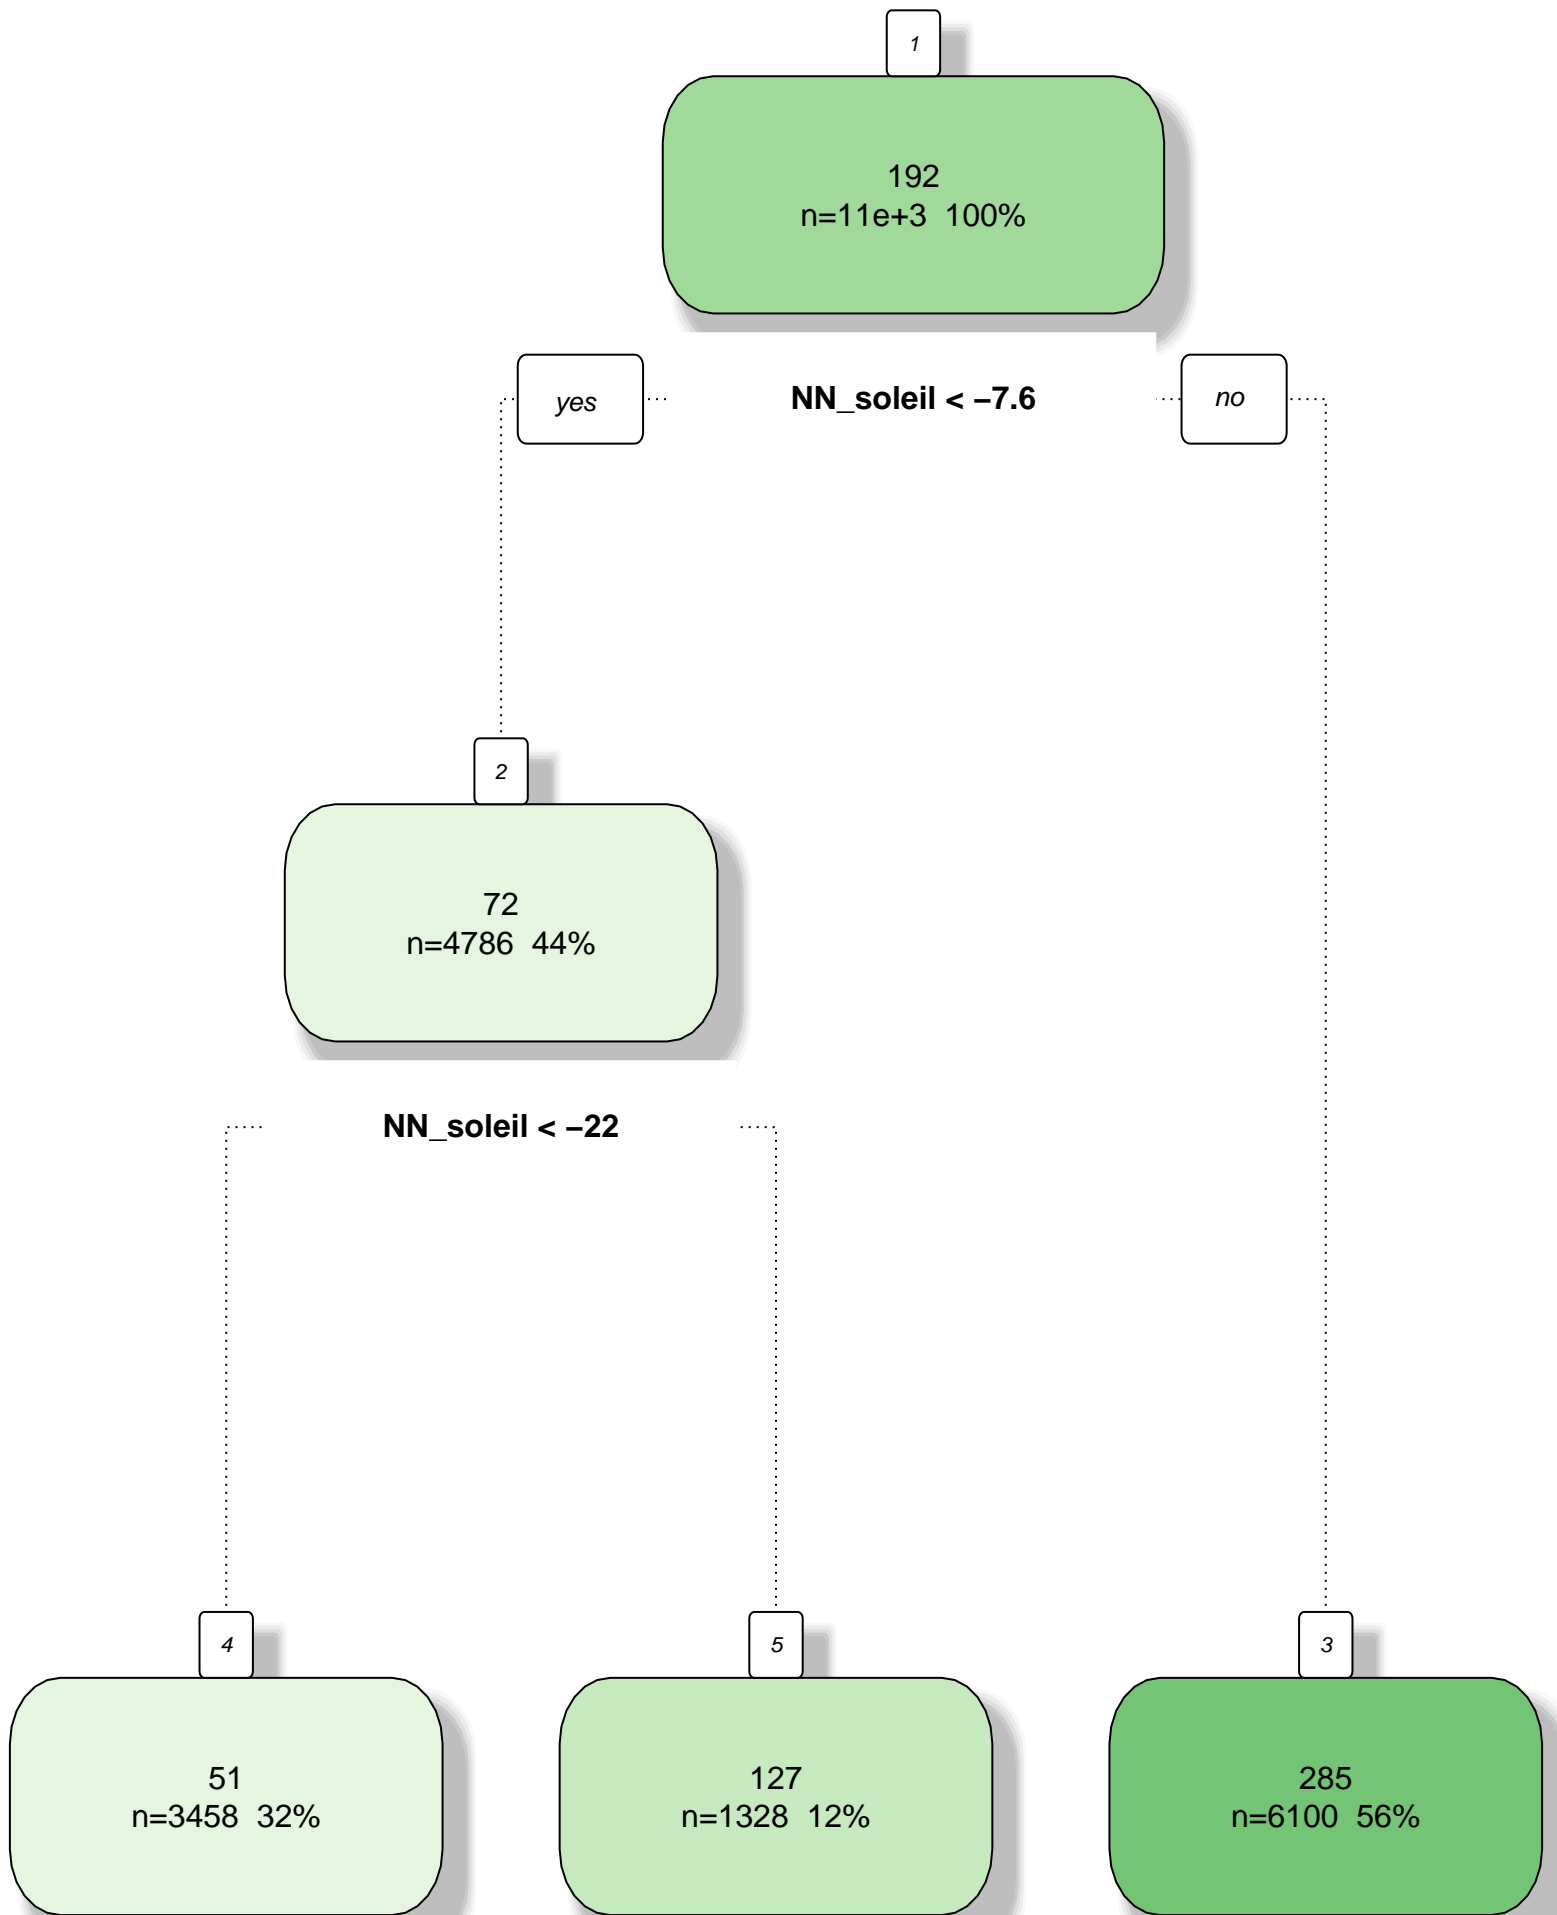 1
192
n=11e+3  100%
yes
NN_soleil < −7.6
no
2
72
n=4786  44%
NN_soleil < −22
4
51
n=3458  32%
5
127
n=1328  12%
3
285
n=6100  56%